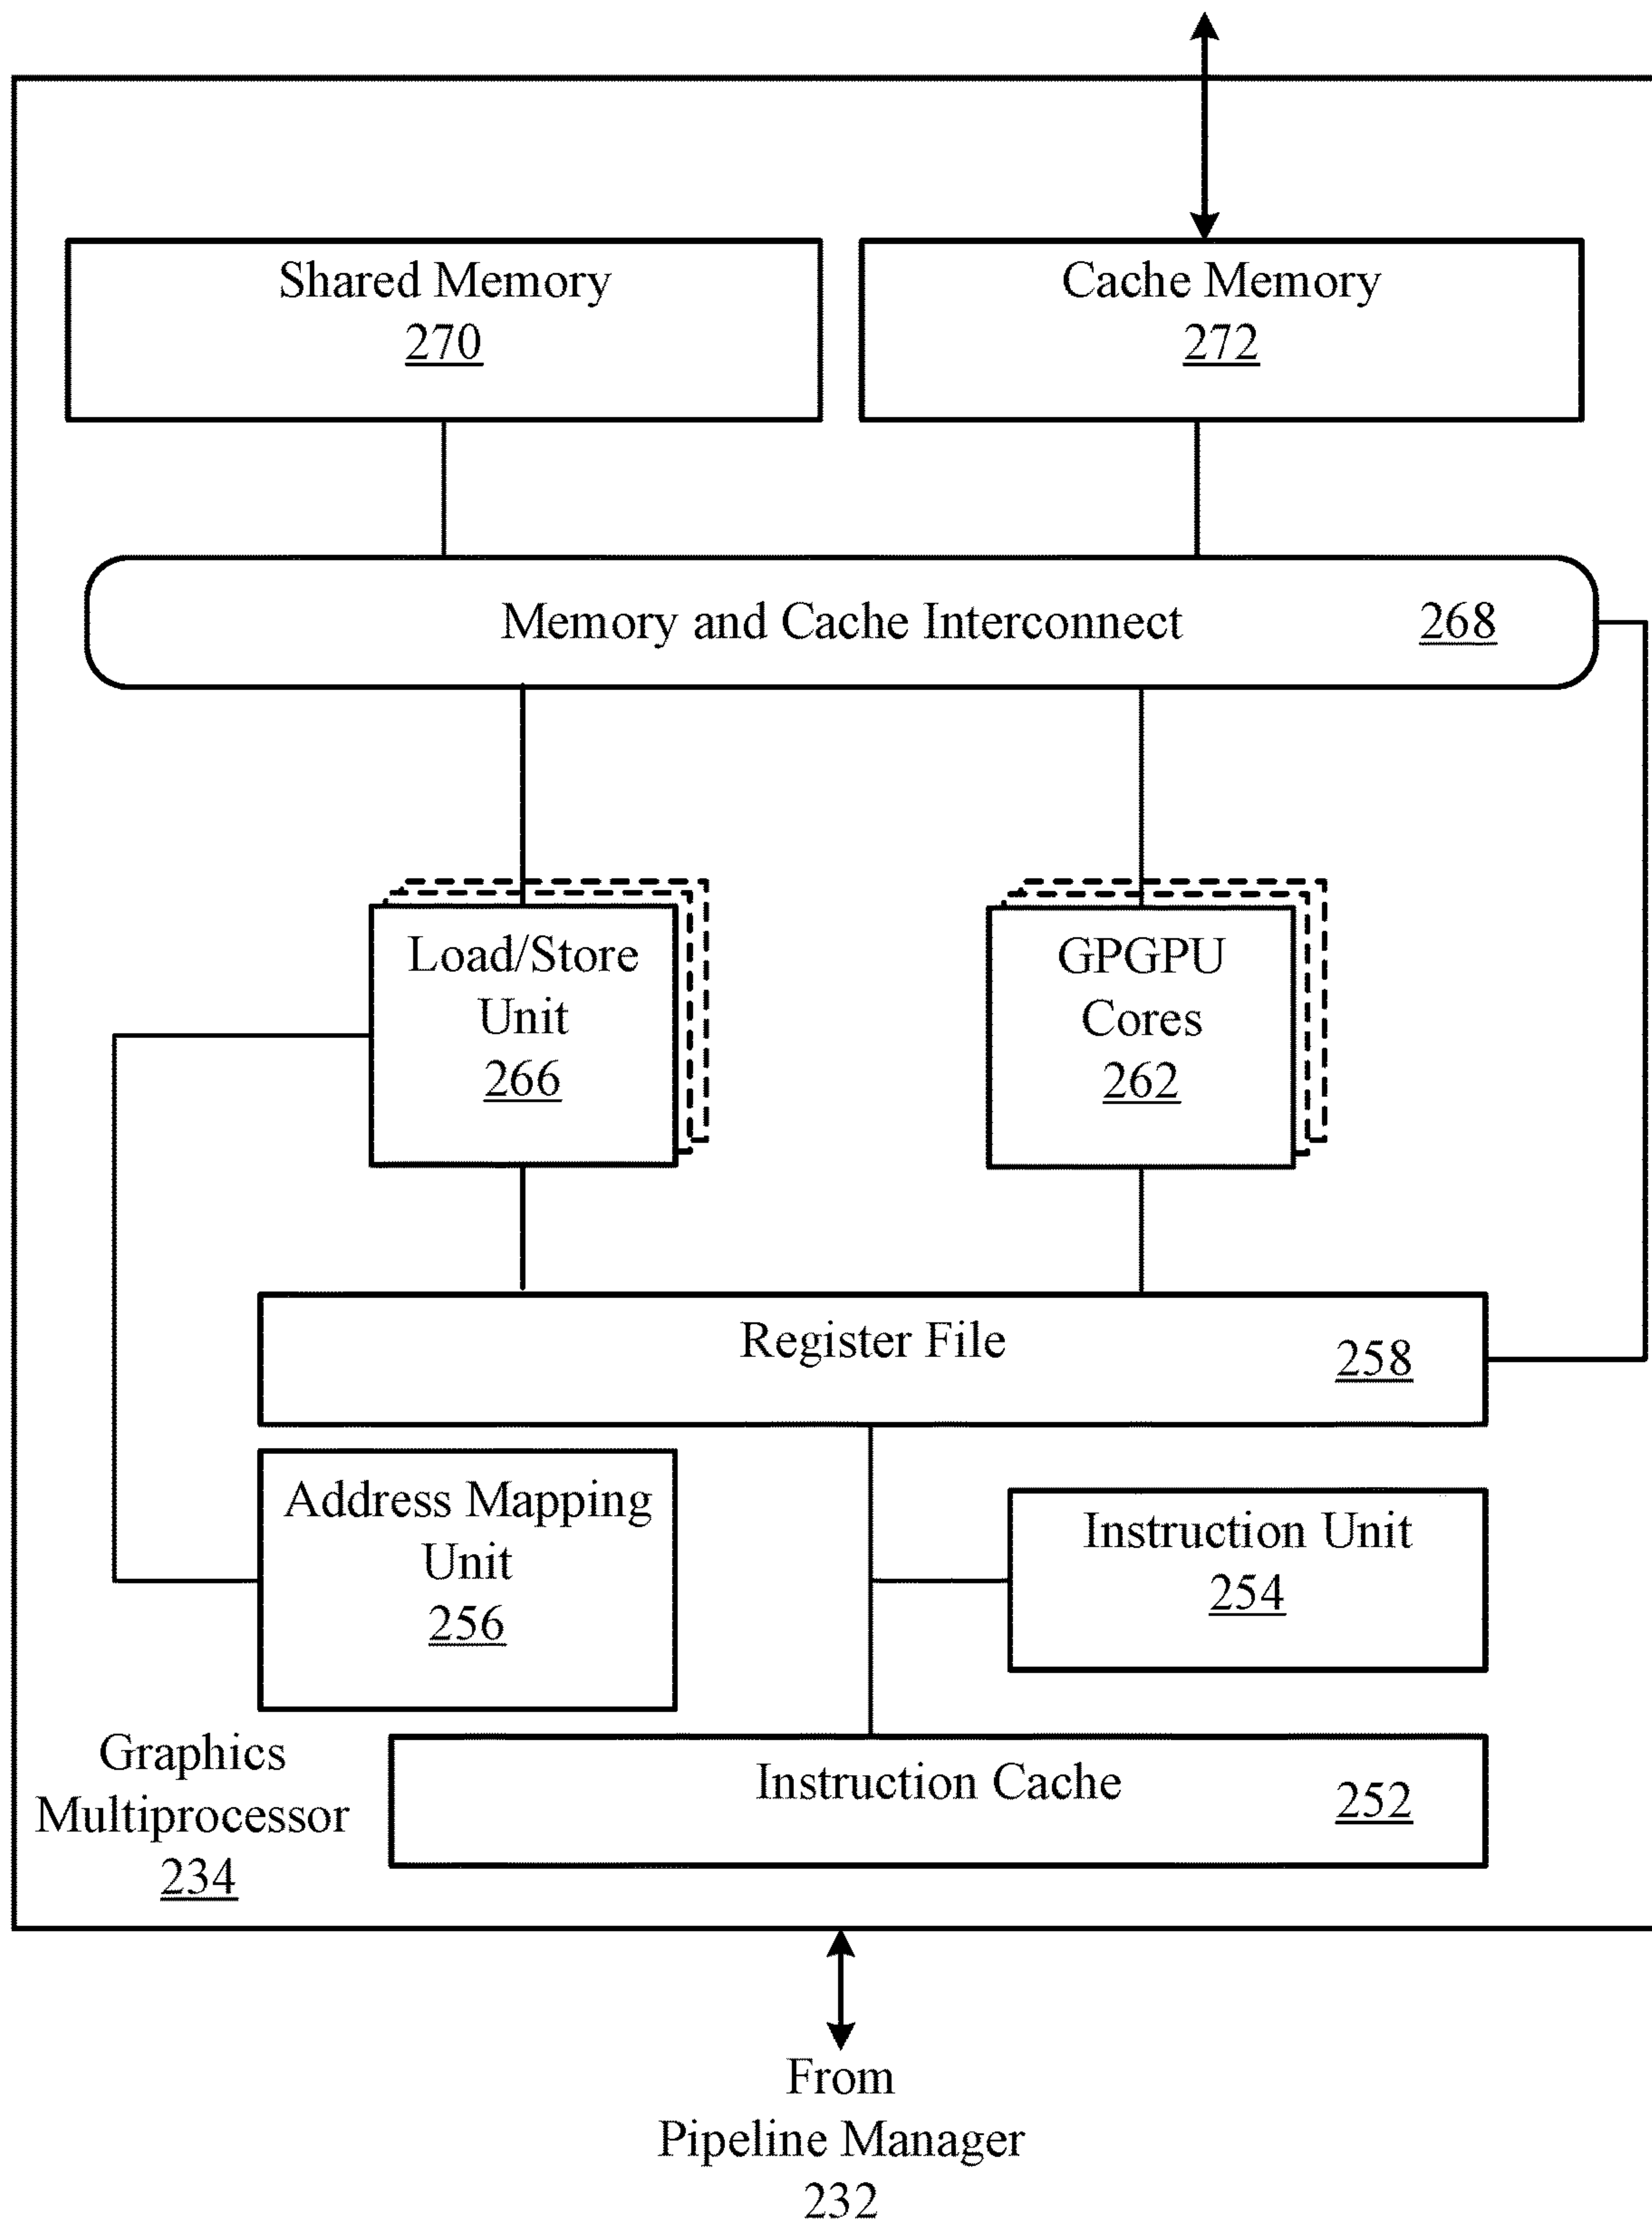 Shared Memory
270
Cache Memory
272
Memory and Cache Interconnect 268
Load/Store
Unit
266
GPGPU
Cores
262
Register File 258
Address Mapping
Unit
256
Instruction Unit
254
Graphics
Multiprocessor
234
Instruction Cache 252
From
Pipeline Manager
232